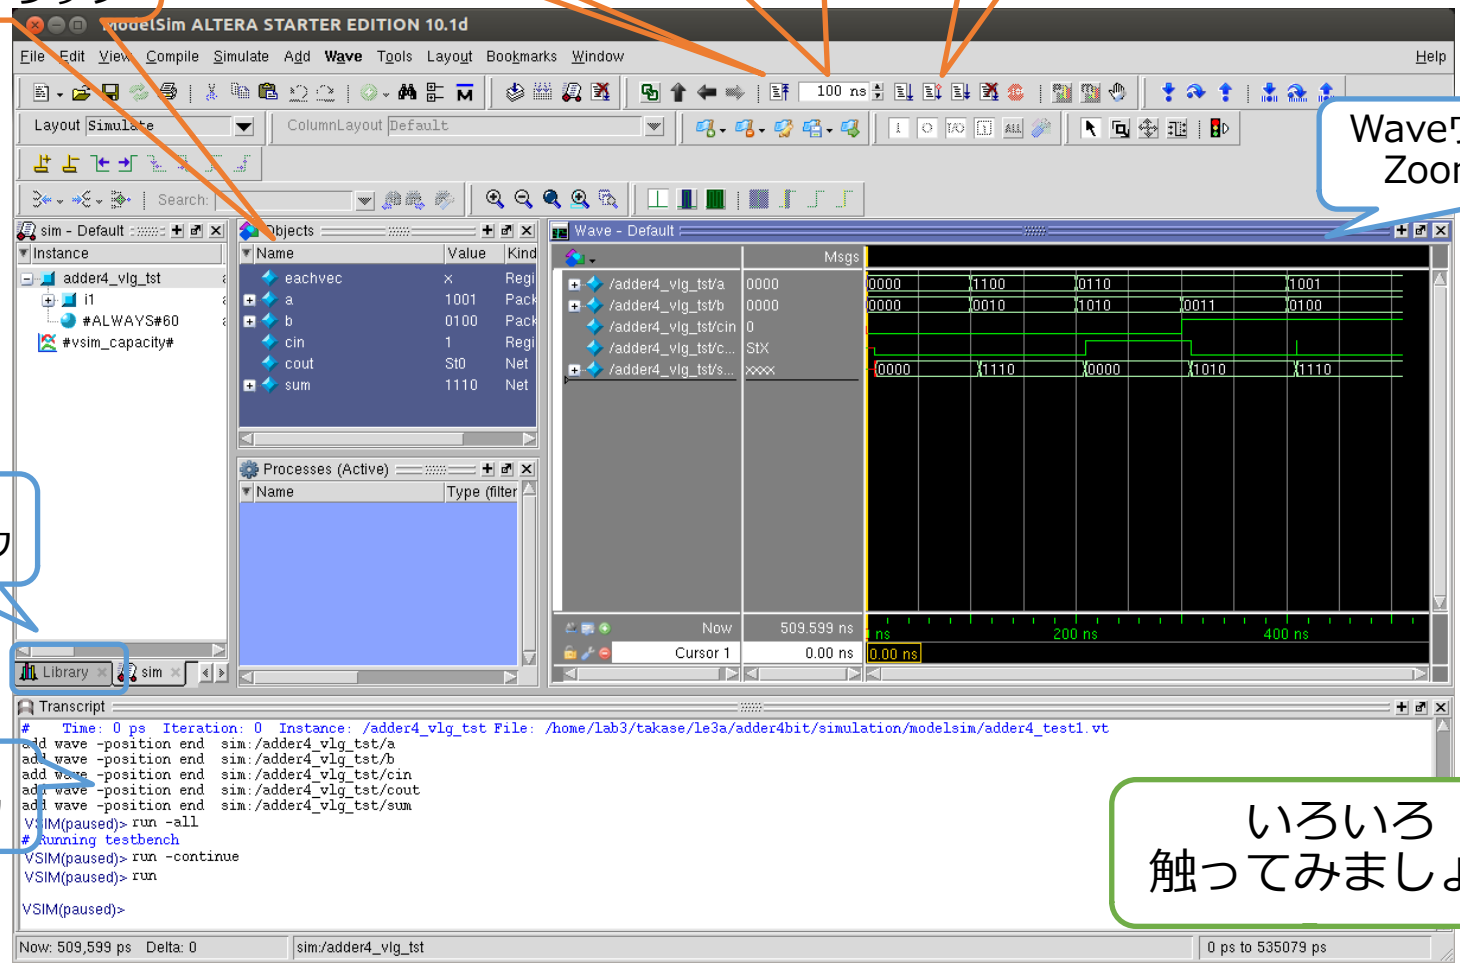 ModelSim ALTERA STARTER EDITION 10.1d
File Edit View Compile Simulate Add Wave Tools Layout Bookmarks Window Help
100 ns
Layout Simulate
ColumnLayout Default
ALL
Waveウ
Zoom
Search:
sim - Default
Instance
adder4_vlg_tst
i1
#ALWAYS#60
#vsim_capacity#
Library
sim
Objects
Name Value Kind
eachvec x Regi
a 1001 Pack
b 0100 Pack
cin 1 Regi
cout St0 Net
sum 1110 Net
Processes (Active)
Name Type (filter
Wave - Default
Msgs
/adder4_vlg_tst/a 0000 0000 1100 0110 1001
/adder4_vlg_tst/b 0000 0000 0010 1010 0011 0100
/adder4_vlg_tst/cin 0
/adder4_vlg_tst/c... StX
/adder4_vlg_tst/s... xxxx 0000 1110 0000 1010 1110
Now 509.599 ns ns 200 ns 400 ns
Cursor 1 0.00 ns 0.00 ns
Transcript
# Time: 0 ps Iteration: 0 Instance: /adder4_vlg_tst File: /home/lab3/takase/le3a/adder4bit/simulation/modelsim/adder4_test1.vt
add wave -position end sim:/adder4_vlg_tst/a
add wave -position end sim:/adder4_vlg_tst/b
add wave -position end sim:/adder4_vlg_tst/cin
add wave -position end sim:/adder4_vlg_tst/cout
add wave -position end sim:/adder4_vlg_tst/sum
VSIM(paused)> run -all
# Running testbench
VSIM(paused)> run -continue
VSIM(paused)> run
VSIM(paused)>
いろいろ
触ってみましょ
Now: 509,599 ps Delta: 0
sim:/adder4_vlg_tst
0 ps to 535079 ps